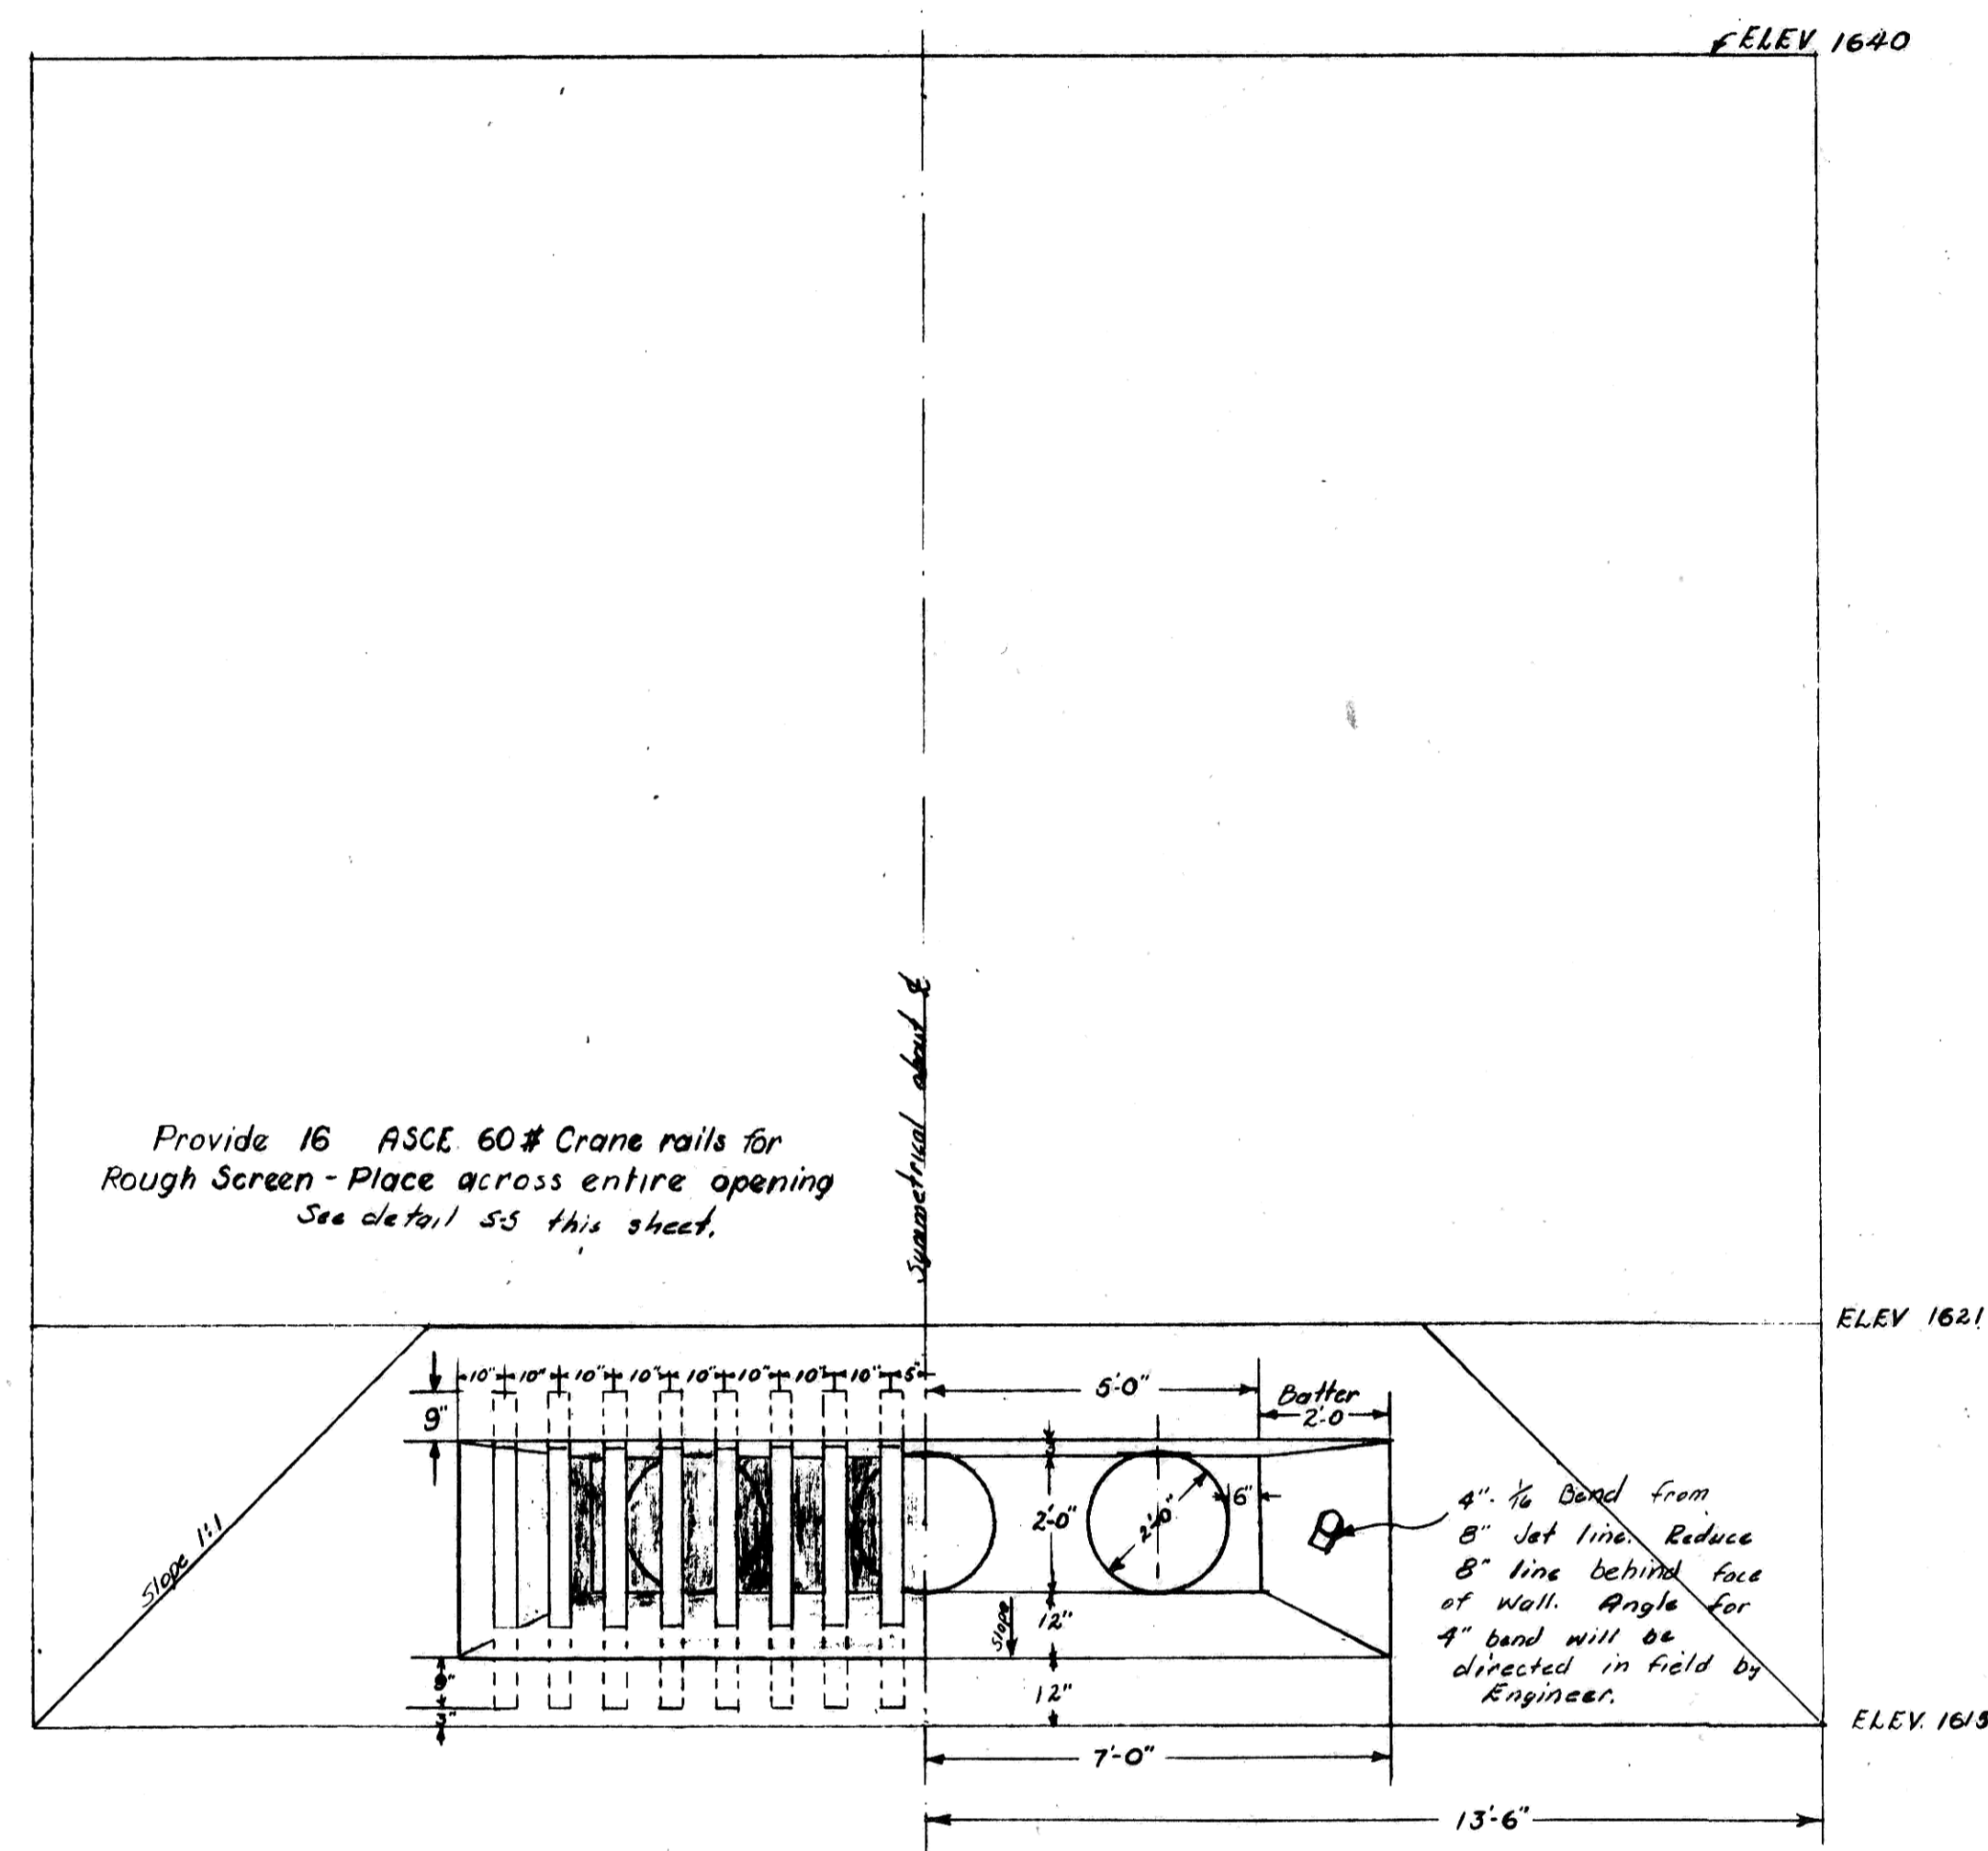 ELEV 1640
Symmetrical about ℄
Provide 16 ASCE 60# Crane rails for
Rough Screen - Place across entire opening
See detail S-S this sheet.
ELEV 1621
10" 10" 10" 10" 10" 10" 10" 10" 5"
5'-0"
Batter
2'-0
9"
3"
2'-0"
2'-0"
6"
4"- 1/16 Bend from
8" Jet line. Reduce
8" line behind face
of wall. Angle for
4" bend will be
directed in field by
Engineer.
Slope 1:1
Slope
12"
9"
12"
3"
ELEV.
7'-0"
13'-6"